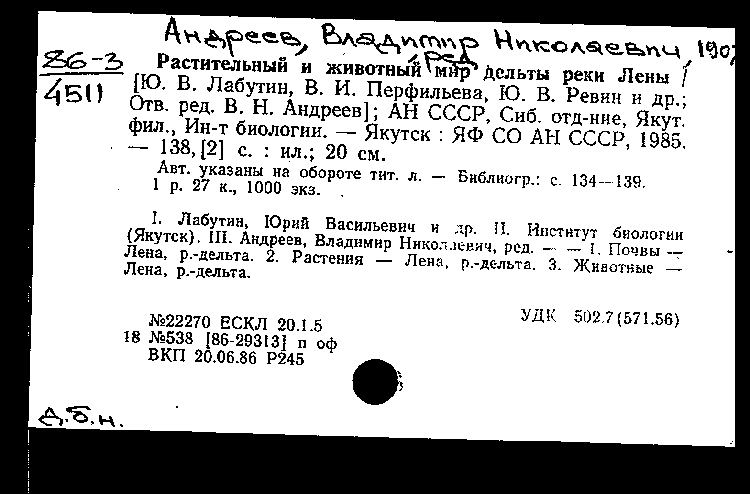 Андреев, Владимир Николаевич, 190
ред.
86-3
4511
Растительный и животный мир дельты реки Лены /
[Ю. В. Лабутин, В. И. Перфильева, Ю. В. Ревин и др.;
Отв. ред. В. Н. Андреев]; АН СССР, Сиб. отд-ние, Якут.
фил., Ин-т биологии. — Якутск : ЯФ СО АН СССР, 1985.
— 138, [2] с. : ил.; 20 см.
Авт. указаны на обороте тит. л. — Библиогр.: с. 134—139.
1 р. 27 к., 1000 экз.
I. Лабутин, Юрий Васильевич и др. II. Институт биологии
(Якутск). III. Андреев, Владимир Николаевич, ред. — — 1. Почвы —
Лена, р.-дельта. 2. Растения — Лена, р.-дельта. 3. Животные —
Лена, р.-дельта.
УДК 502.7(571.56)
№22270 ЕСКЛ 20.1.5
18 №538 [86-29313] п оф
ВКП 20.06.86 Р245
д.б.н.